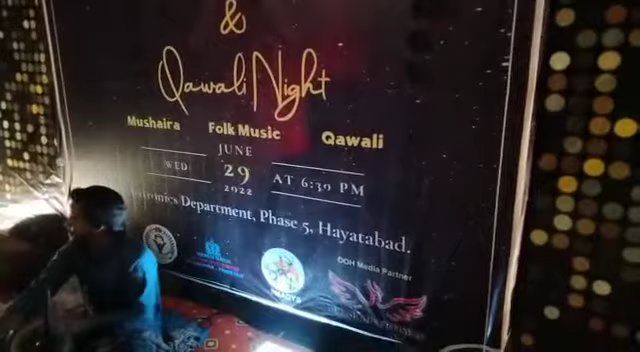 &
Qawali Night
Mushaira Folk Music Qawali
JUNE
WED 29 AT 6:30 PM
2022
Department, Phase 5, Hayatabad.
OOH Media Partner